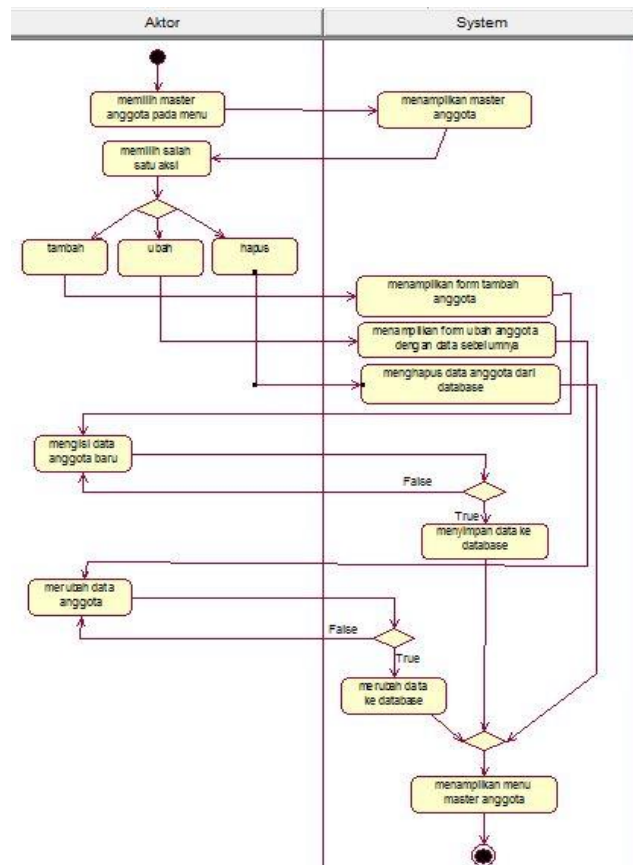 Aktor
System
memilih master
anggota pada menu
menampilkan master
anggota
memilih salah
satu aksi
tambah
ubah
hapus
menampilkan form tambah
anggota
menampilkan form ubah anggota
dengan data sebelumnya
menghapus data anggota dari
database
mengisi data
anggota baru
False
True
menyimpan data ke
database
merubah data
anggota
False
True
merubah data
ke database
menampilkan menu
master anggota